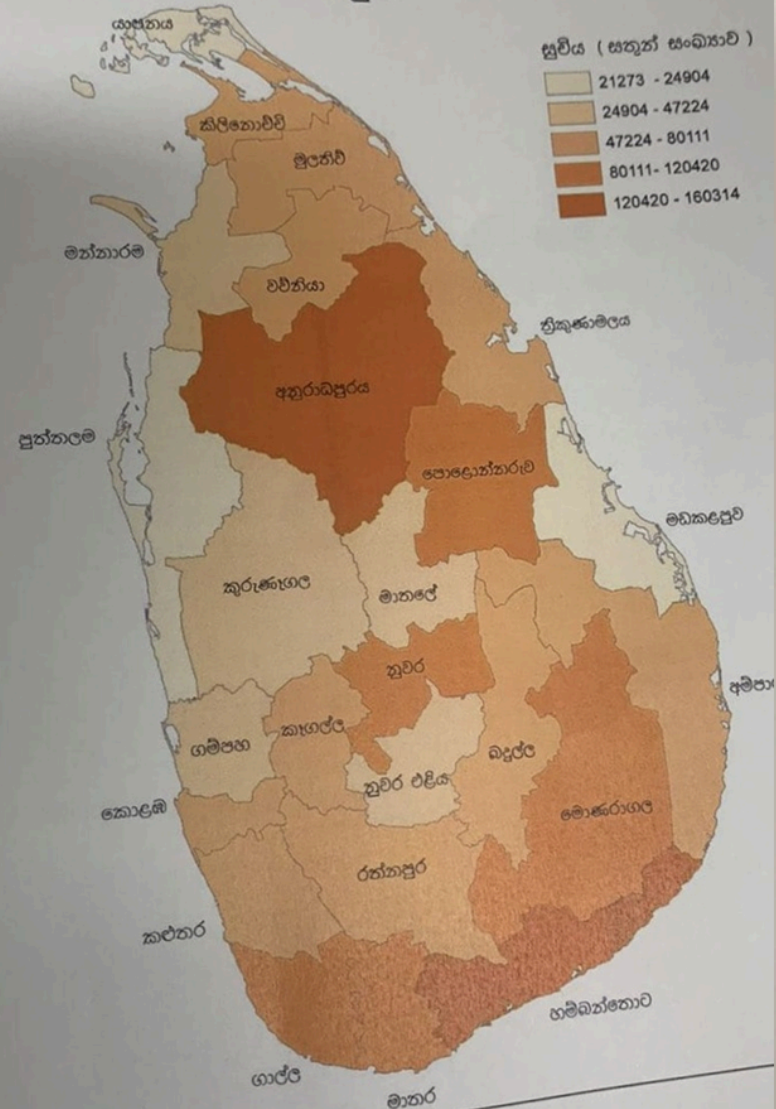 යාපනය
සූචිය ( සතුන් සංඛ්‍යාව )
21273 - 24904
24904 - 47224
47224 - 80111
80111- 120420
120420 - 160314
කිලිනොච්චි
මුලතිව්
මන්නාරම
වව්නියා
ත්‍රිකුණාමලය
අනුරාධපුරය
පුත්තලම
පොළොන්නරුව
මඩකළපුව
කුරුණෑගල
මාතලේ
නුවර
අම්පා
ගම්පහ
කෑගල්ල
බදුල්ල
නුවර එළිය
කොළඹ
මොණරාගල
රත්නපුර
කළුතර
හම්බන්තොට
ගාල්ල
මාතර